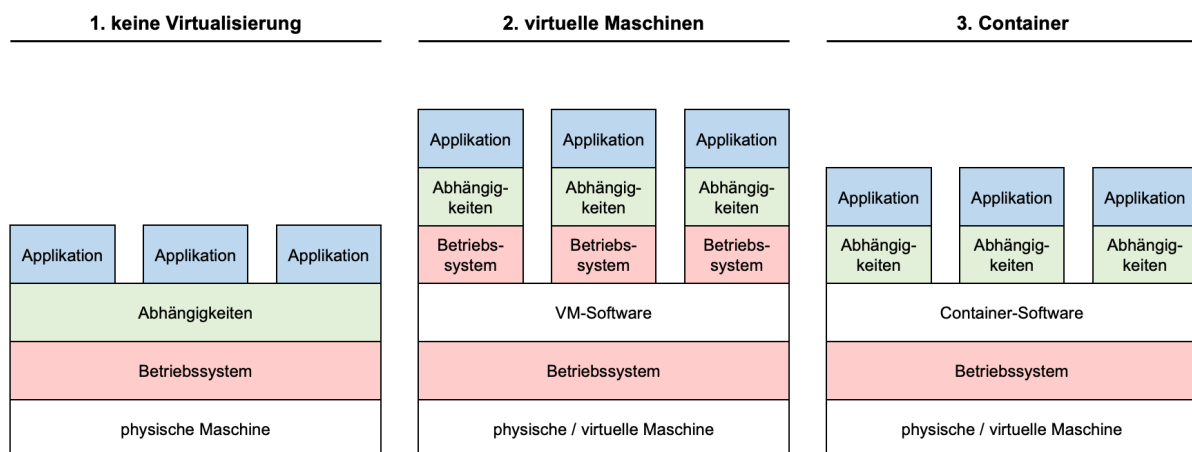 1. keine Virtualisierung
Applikation
Applikation
Applikation
Abhängigkeiten
Betriebssystem
physische Maschine
2. virtuelle Maschinen
Applikation
Applikation
Applikation
Abhängig-
keiten
Abhängig-
keiten
Abhängig-
keiten
Betriebs-
system
Betriebs-
system
Betriebs-
system
VM-Software
Betriebssystem
physische / virtuelle Maschine
3. Container
Applikation
Applikation
Applikation
Abhängig-
keiten
Abhängig-
keiten
Abhängig-
keiten
Container-Software
Betriebssystem
physische / virtuelle Maschine